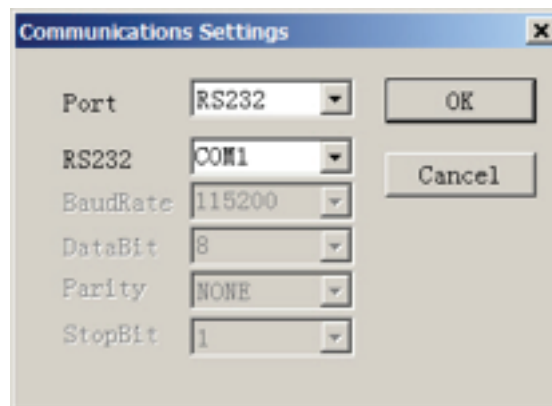 Communications Settings
Port RS232 OK
RS232 COM1
Cancel
BaudRate 115200
DataBit 8
Parity NONE
StopBit 1